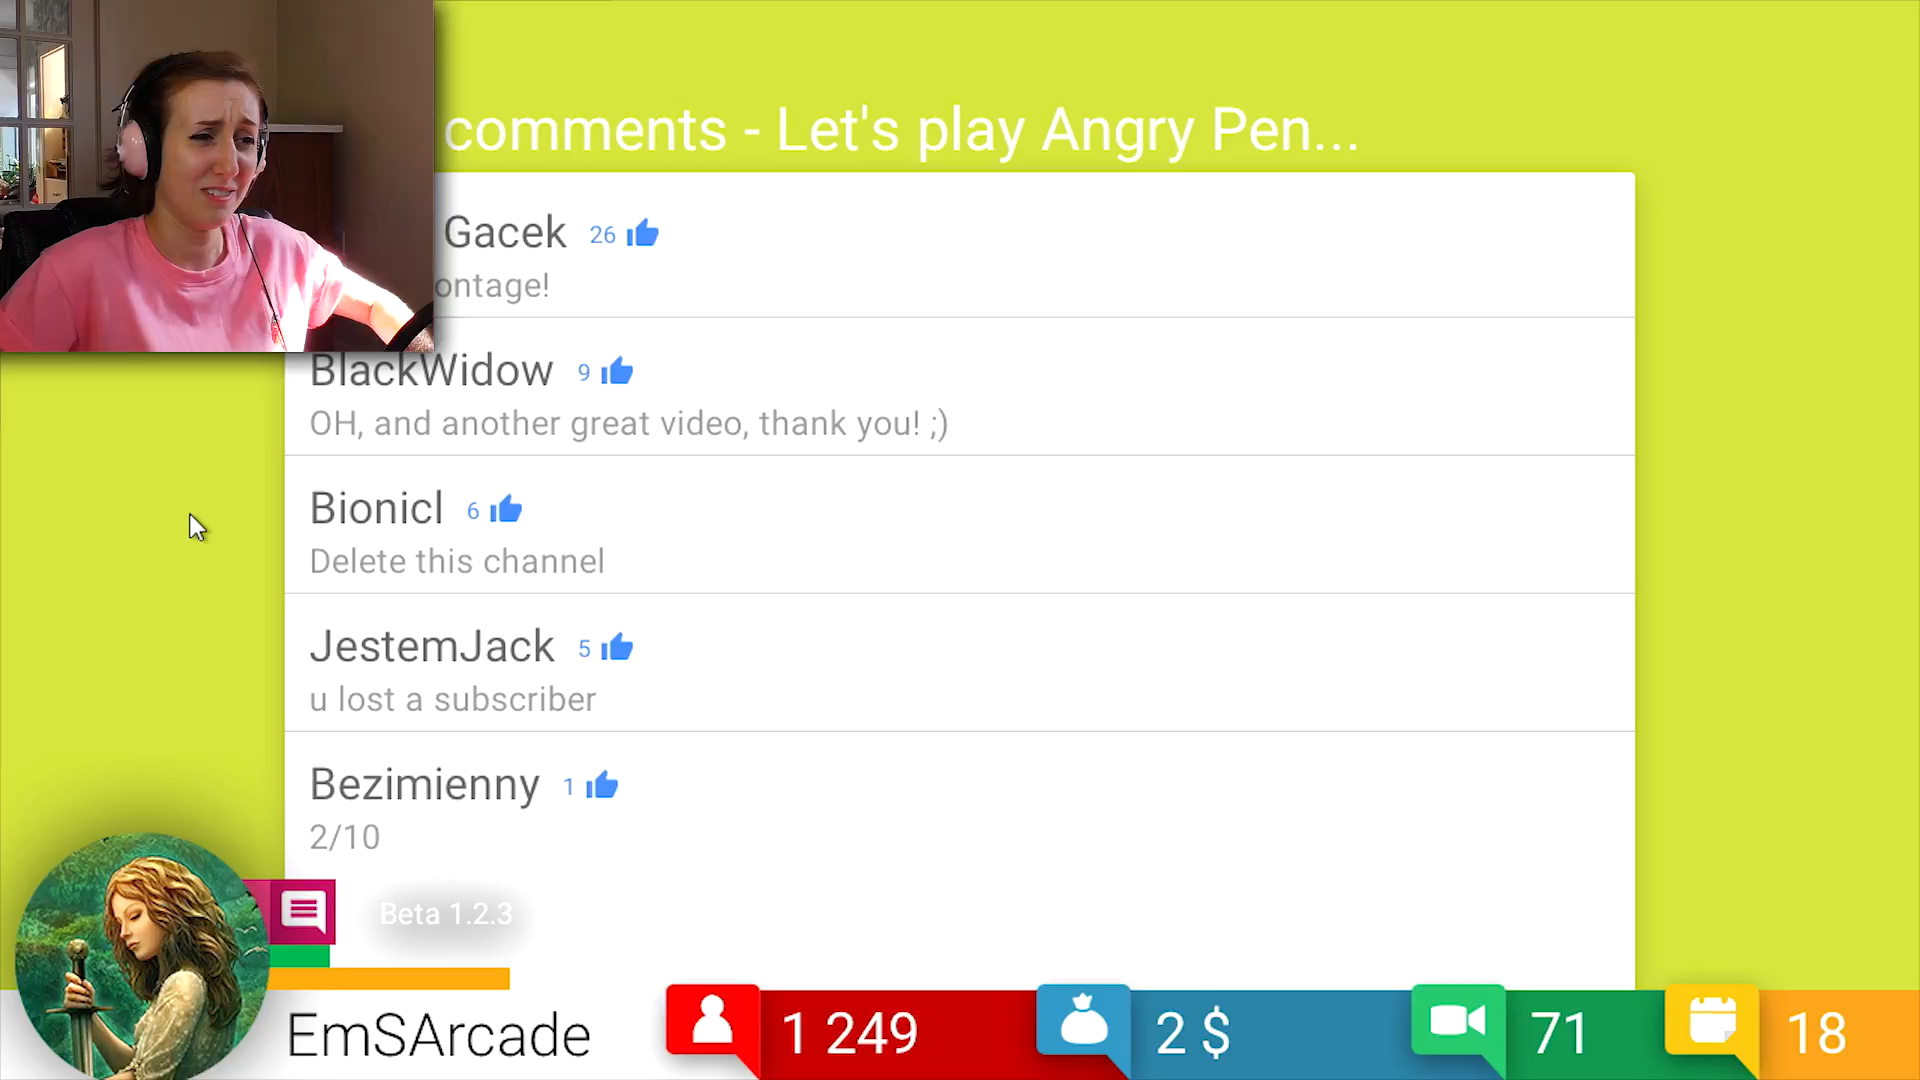 comments - Let's play Angry Pen...
Gacek 26
ontage!
BlackWidow 9
OH, and another great video, thank you! ;)
Bionicl 6
Delete this channel
JestemJack 5
u lost a subscriber
Bezimienny 1
2/10
Beta 1.2.3
EmSArcade 1 249 2 $ 71 18